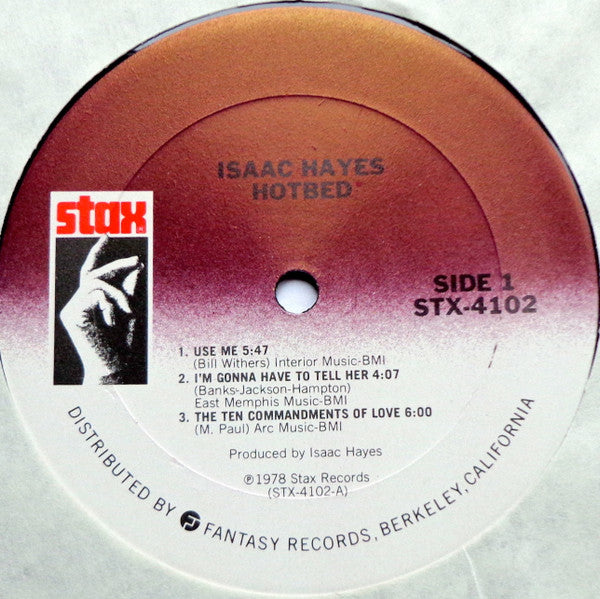 ISAAC HAYES
HOTBED
stax
SIDE 1
STX-4102
1. USE ME 5:47
(Bill Withers) Interior Music-BMI
2. I'M GONNA HAVE TO TELL HER 4:07
(Banks-Jackson-Hampton)
East Memphis Music-BMI
3. THE TEN COMMANDMENTS OF LOVE 6:00
(M. Paul) Arc Music-BMI
Produced by Isaac Hayes
℗1978 Stax Records
(STX-4102-A)
DISTRIBUTED BY FANTASY RECORDS, BERKELEY, CALIFORNIA